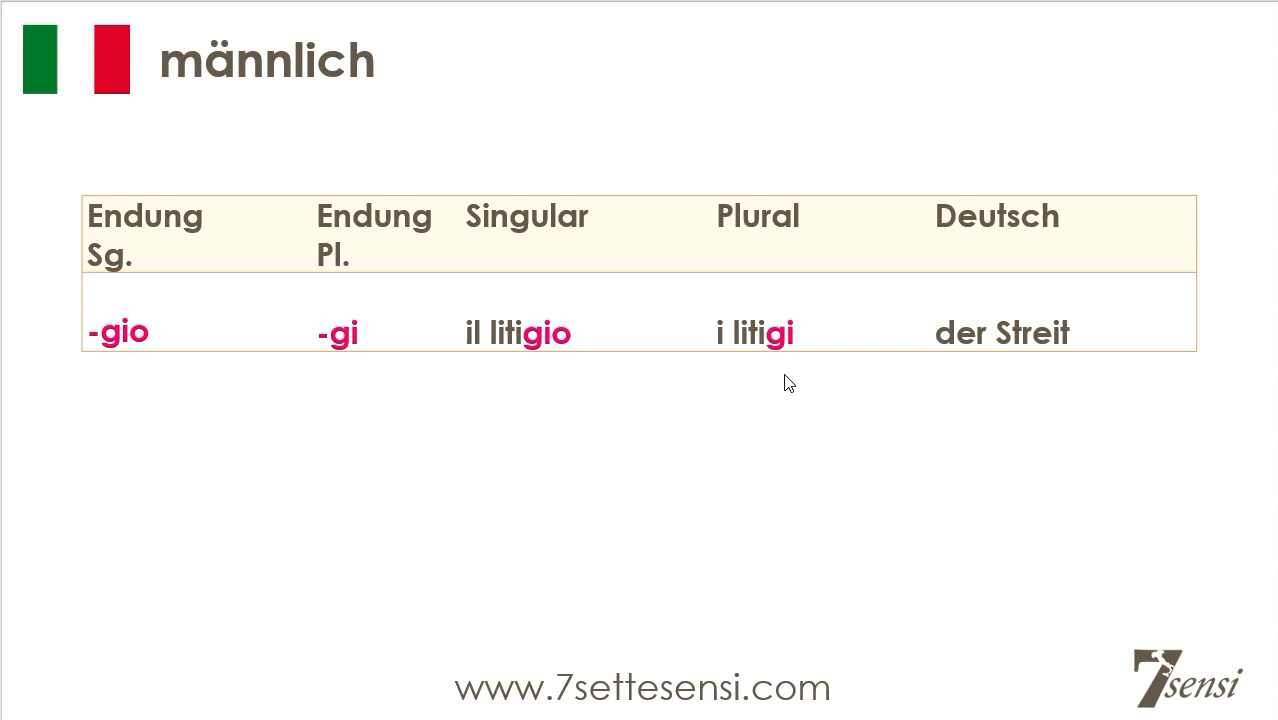 männlich
Endung Sg. Endung Pl. Singular Plural Deutsch
-gio -gi il litigio i litigi der Streit
www.7settesensi.com
7sensi